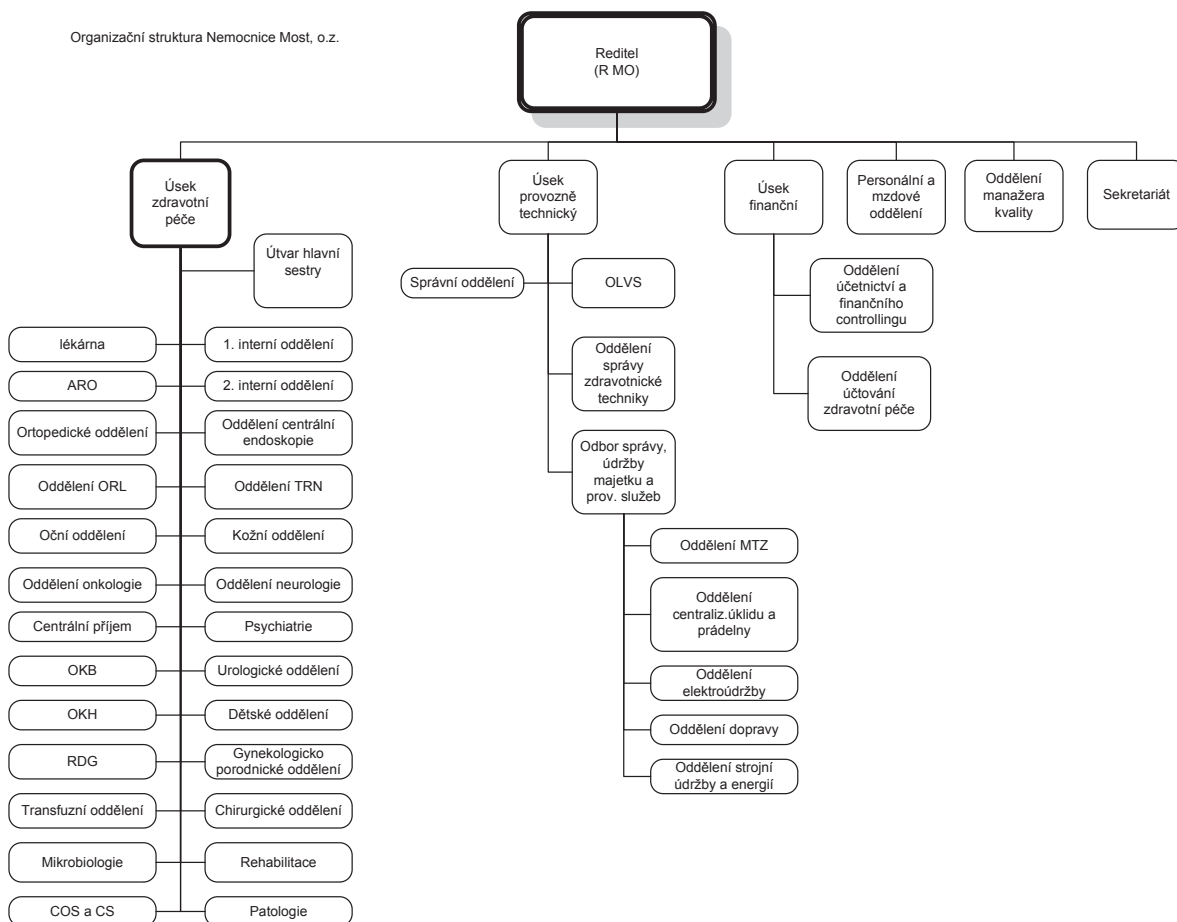 Organizační struktura Nemocnice Most, o.z.
Reditel
(R MO)
Úsek
zdravotní
péče
Úsek
provozně
technický
Úsek
finanční
Personální a
mzdové
oddělení
Oddělení
manažera
kvality
Sekretariát
Útvar hlavní
sestry
lékárna
1. interní oddělení
ARO
2. interní oddělení
Ortopedické oddělení
Oddělení centrální
endoskopie
Oddělení ORL
Oddělení TRN
Oční oddělení
Kožní oddělení
Oddělení onkologie
Oddělení neurologie
Centrální příjem
Psychiatrie
OKB
Urologické oddělení
OKH
Dětské oddělení
RDG
Gynekologicko
porodnické oddělení
Transfuzní oddělení
Chirurgické oddělení
Mikrobiologie
Rehabilitace
COS a CS
Patologie
Správní oddělení
OLVS
Oddělení
správy
zdravotnické
techniky
Odbor správy,
údržby
majetku a
prov. služeb
Oddělení MTZ
Oddělení
centraliz.úklidu a
prádelny
Oddělení
elektroúdržby
Oddělení dopravy
Oddělení strojní
údržby a energií
Oddělení
účetnictví a
finančního
controllingu
Oddělení
účtování
zdravotní péče